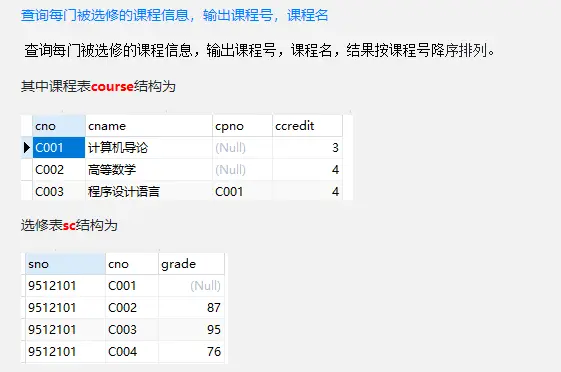 查询每门被选修的课程信息，输出课程号，课程名
查询每门被选修的课程信息，输出课程号，课程名，结果按课程号降序排列。
其中课程表course结构为
cno cname cpno ccredit
C001 计算机导论 (Null) 3
C002 高等数学 (Null) 4
C003 程序设计语言 C001 4
选修表sc结构为
sno cno grade
9512101 C001 (Null)
9512101 C002 87
9512101 C003 95
9512101 C004 76